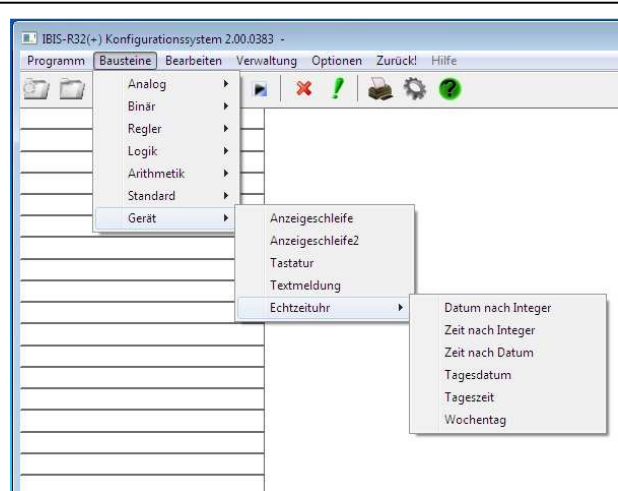 IBIS-R32(+) Konfigurationssystem 2.00.0383 -
Programm Bausteine Bearbeiten Verwaltung Optionen Zurück! Hilfe
Analog
Binär
Regler
Logik
Arithmetik
Standard
Gerät
Anzeigeschleife
Anzeigeschleife2
Tastatur
Textmeldung
Echtzeituhr
Datum nach Integer
Zeit nach Integer
Zeit nach Datum
Tagesdatum
Tageszeit
Wochentag